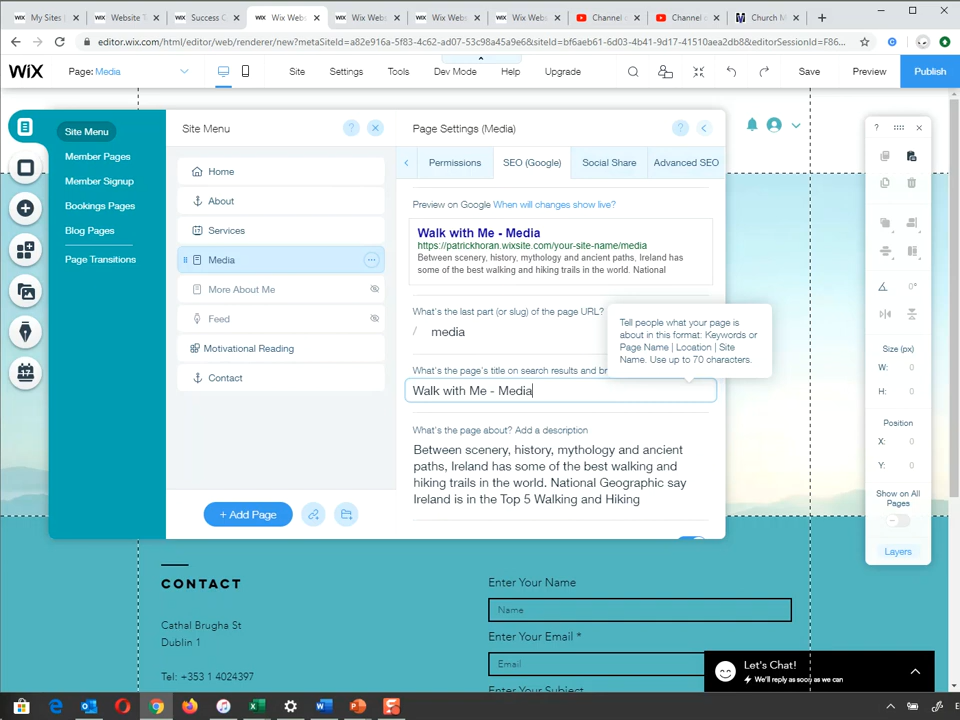 My Sites |
Website T
Success C
Wix Webs
Wix Webs
Wix Webs
Wix Webs
Channel c
Channel c
Church M
editor.wix.com/html/editor/web/renderer/new?metaSiteId=a82e916a-5f83-4c62-ad07-53c98a45a9e6&siteId=bf6aeb61-6d03-4b41-9d17-41510aea2db8&editorSessionId=F86...
WiX
Page: Media
Site
Settings
Tools
Dev Mode
Help
Upgrade
Save
Preview
Publish
Site Menu
Member Pages
Member Signup
Bookings Pages
Blog Pages
Page Transitions
Site Menu
?
Home
About
Services
Media
More About Me
Feed
Motivational Reading
Contact
+ Add Page
Page Settings (Media)
?
Permissions
SEO (Google)
Social Share
Advanced SEO
Preview on Google When will changes show live?
Walk with Me - Media
https://patrickhoran.wixsite.com/your-site-name/media
Between scenery, history, mythology and ancient paths, Ireland has
some of the best walking and hiking trails in the world. National
What's the last part (or slug) of the page URL?
/ media
Tell people what your page is
about in this format: Keywords or
Page Name | Location | Site
Name. Use up to 70 characters.
What's the page's title on search results and br
Walk with Me - Media
What's the page about? Add a description
Between scenery, history, mythology and ancient
paths, Ireland has some of the best walking and
hiking trails in the world. National Geographic say
Ireland is in the Top 5 Walking and Hiking
?
0°
Size (px)
W: 0
H: 0
Position
X: 0
Y: 0
Show on All
Pages
Layers
CONTACT
Cathal Brugha St
Dublin 1
Tel: +353 1 4024397
Enter Your Name
Name
Enter Your Email *
Email
Enter Your Subject
Let's Chat!
We'll reply as soon as we can